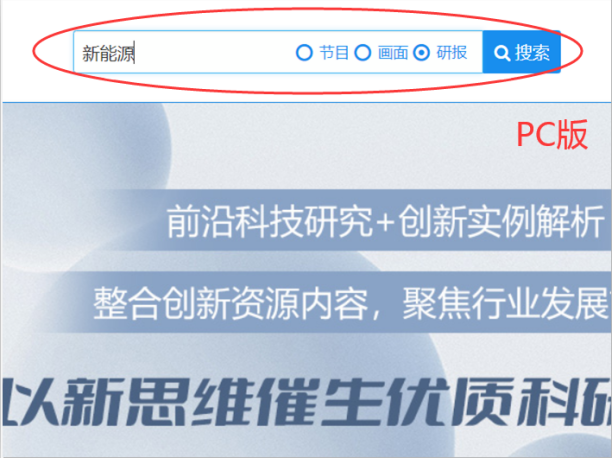 新能源 节目 画面 研报 搜索
PC版
前沿科技研究+创新实例解析
整合创新资源内容，聚焦行业发展
以新思维催生优质科研